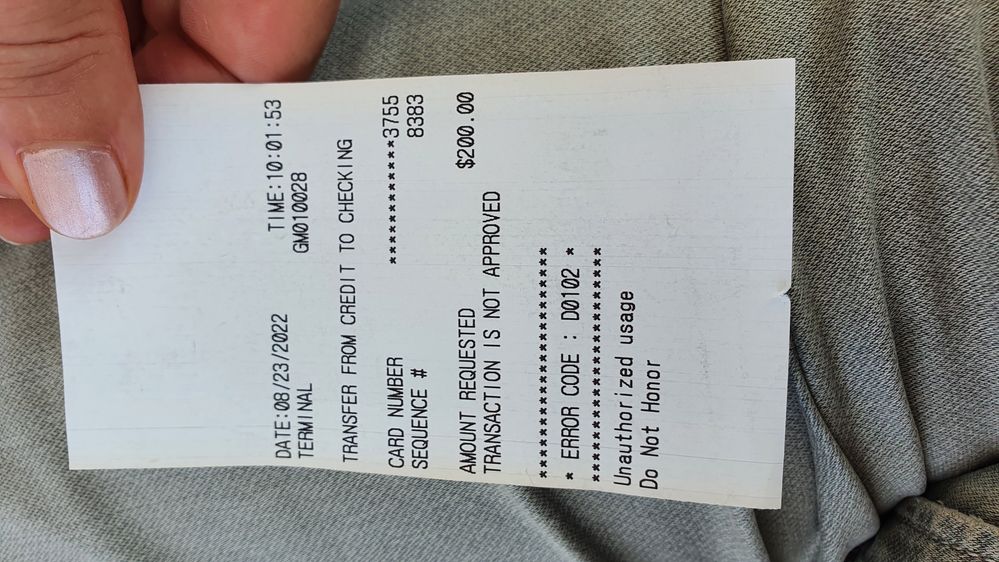 DATE:08/23/2022 TIME:10:01:53
TERMINAL GM010028
TRANSFER FROM CREDIT TO CHECKING
CARD NUMBER ************3755
SEQUENCE # 8383
AMOUNT REQUESTED $200.00
TRANSACTION IS NOT APPROVED
************************
* ERROR CODE : D0102 *
************************
Unauthorized usage
Do Not Honor